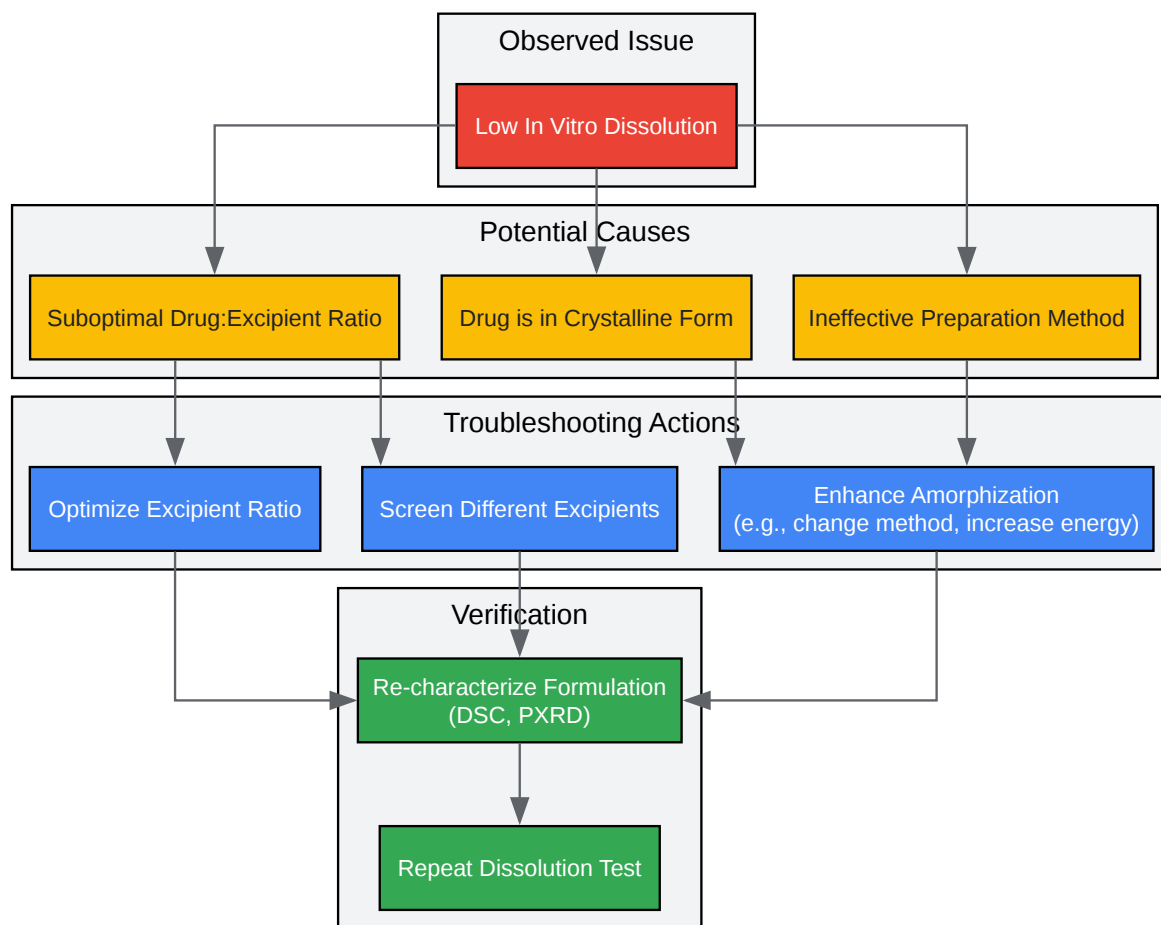 Observed Issue
Low In Vitro Dissolution
Potential Causes
Suboptimal Drug:Excipient Ratio
Drug is in Crystalline Form
Ineffective Preparation Method
Troubleshooting Actions
Optimize Excipient Ratio
Screen Different Excipients
Enhance Amorphization
(e.g., change method, increase energy)
Verification
Re-characterize Formulation
(DSC, PXRD)
Repeat Dissolution Test